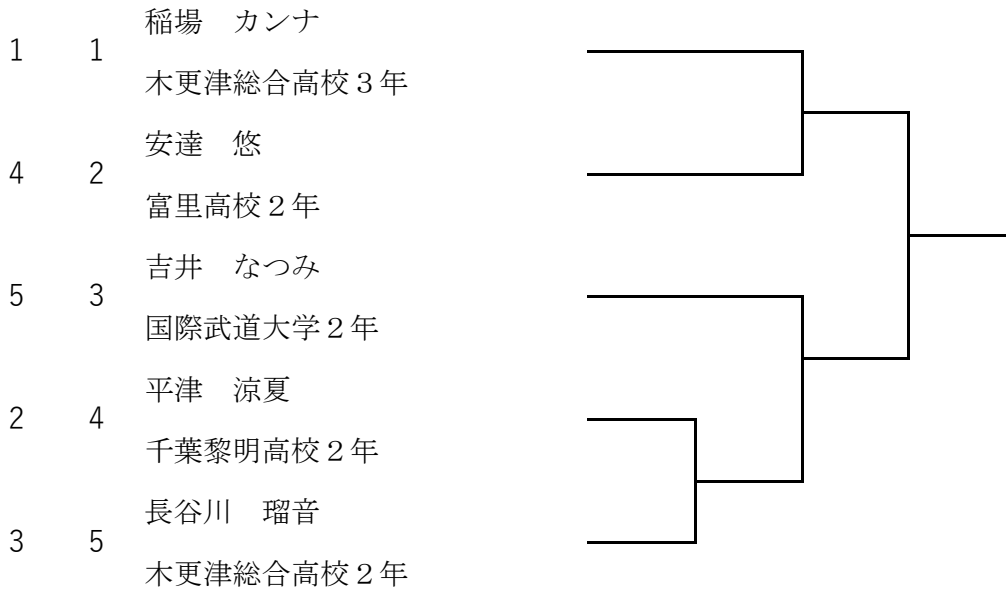 稲場　カンナ
1 1
木更津総合高校３年
安達　悠
4 2
富里高校２年
吉井　なつみ
5 3
国際武道大学２年
平津　涼夏
2 4
千葉黎明高校２年
長谷川　瑠音
3 5
木更津総合高校２年